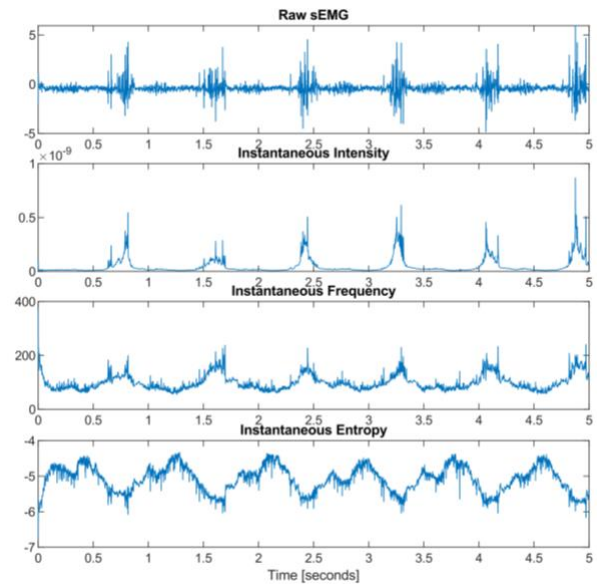 Raw sEMG
5
0
-5
0 0.5 1 1.5 2 2.5 3 3.5 4 4.5 5
Instantaneous Intensity
1 × 10⁻⁹
0.5
0
0 0.5 1 1.5 2 2.5 3 3.5 4 4.5 5
Instantaneous Frequency
400
200
0
0 0.5 1 1.5 2 2.5 3 3.5 4 4.5 5
Instantaneous Entropy
-4
-5
-6
-7
0 0.5 1 1.5 2 2.5 3 3.5 4 4.5 5
Time [seconds]